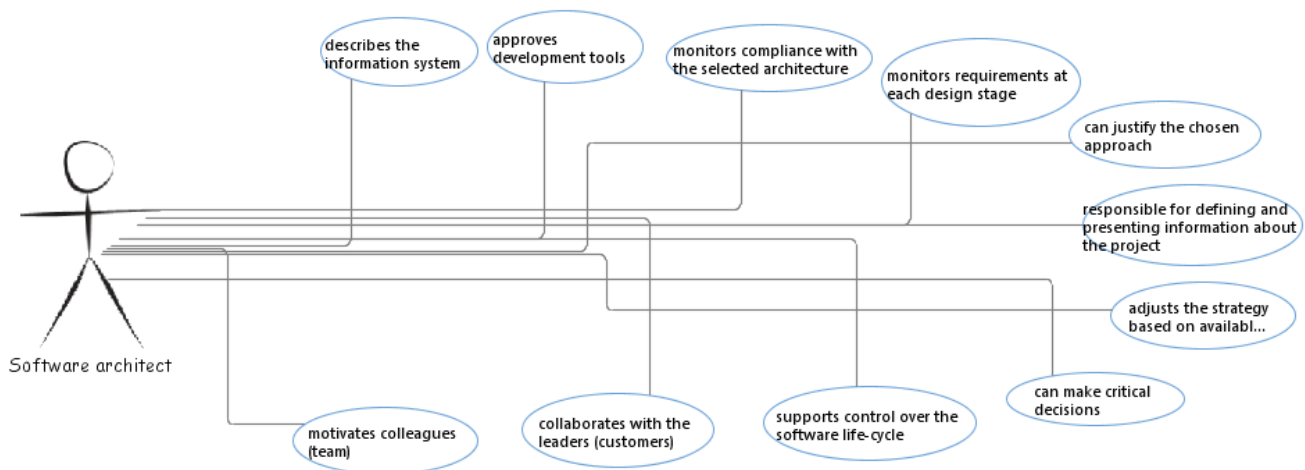 describes the
information system
approves
development tools
monitors compliance with
the selected architecture
monitors requirements at
each design stage
can justify the chosen
approach
responsible for defining and
presenting information about
the project
adjusts the strategy
based on availabl...
can make critical
decisions
supports control over the
software life-cycle
collaborates with the
leaders (customers)
motivates colleagues
(team)
Software architect